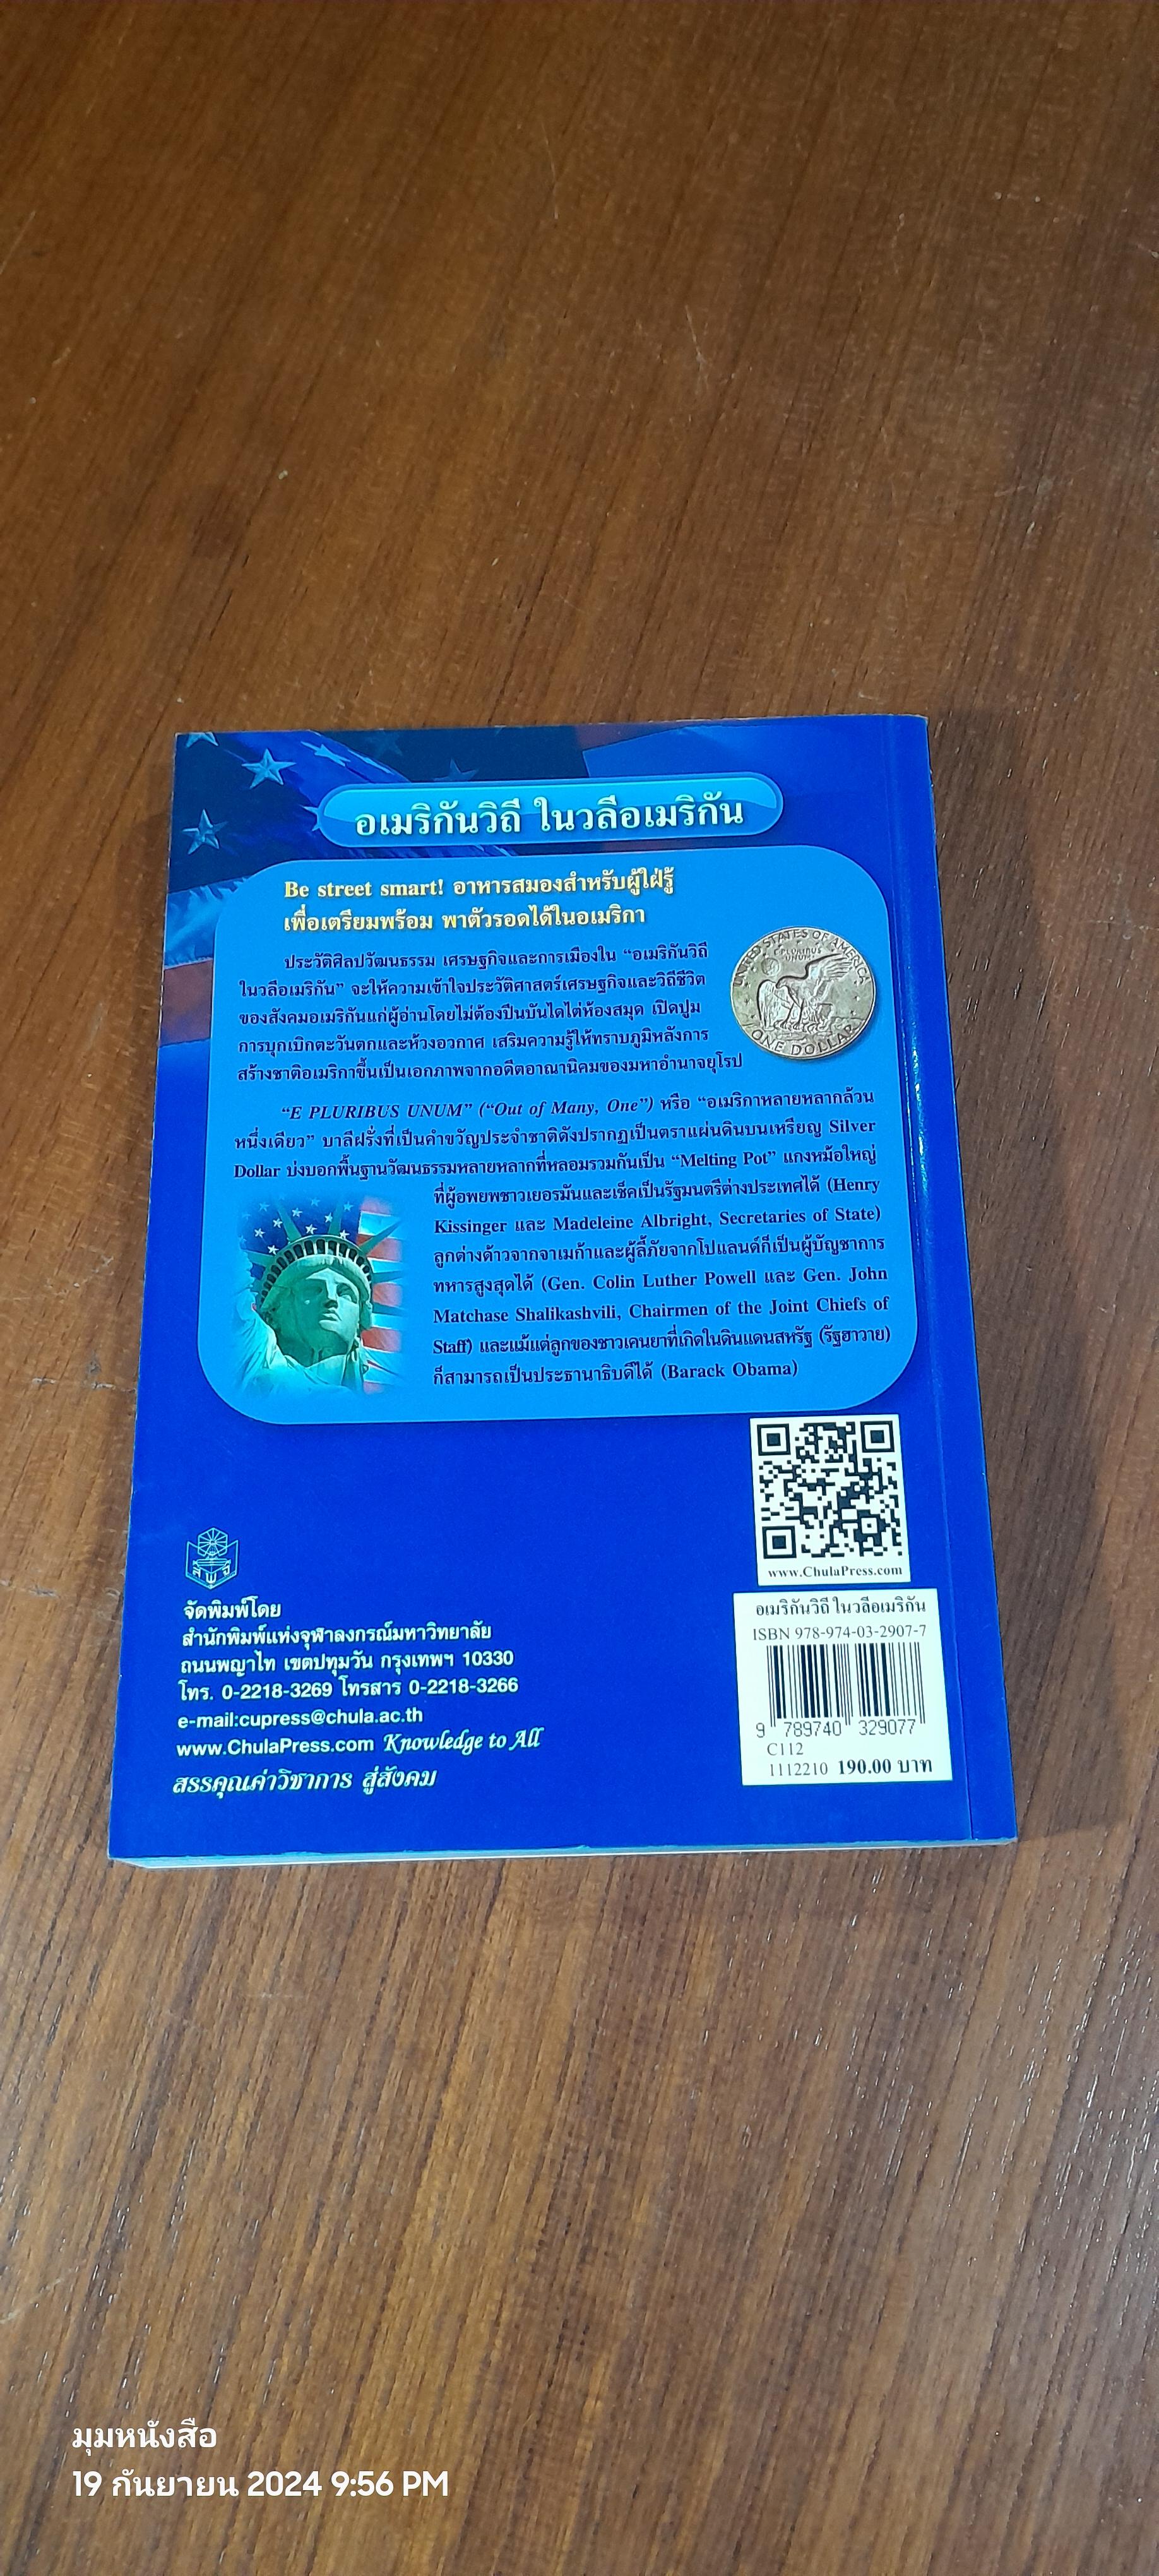 อเมริกันวิถี ในวลีอเมริกัน
Be street smart! อาหารสมองสำหรับผู้ใฝ่รู้
เพื่อเตรียมพร้อม พาตัวรอดได้ในอเมริกา
ประวัติศิลปวัฒนธรรม เศรษฐกิจและการเมืองใน “อเมริกันวิถี
ในวลีอเมริกัน” จะให้ความเข้าใจประวัติศาสตร์เศรษฐกิจและวิถีชีวิต
ของสังคมอเมริกันแก่ผู้อ่านโดยไม่ต้องปีนบันไดไต่ห้องสมุด เปิดปูม
การบุกเบิกตะวันตกและห้วงอวกาศ เสริมความรู้ให้ทราบภูมิหลังการ
สร้างชาติอเมริกาขึ้นเป็นเอกภาพจากอดีตอาณานิคมของมหาอำนาจยุโรป
UNITED STATES OF AMERICA
E PLURIBUS
UNUM
ONE DOLLAR
“E PLURIBUS UNUM” (“Out of Many, One”) หรือ “อเมริกาหลายหลากล้วน
หนึ่งเดียว” บาลีฝรั่งที่เป็นคำขวัญประจำชาติดังปรากฏเป็นตราแผ่นดินบนเหรียญ Silver
Dollar บ่งบอกพื้นฐานวัฒนธรรมหลายหลากที่หลอมรวมกันเป็น “Melting Pot” แกงหม้อใหญ่
ที่ผู้อพยพชาวเยอรมันและเช็คเป็นรัฐมนตรีต่างประเทศได้ (Henry
Kissinger และ Madeleine Albright, Secretaries of State)
ลูกต่างด้าวจากจาเมก้าและผู้ลี้ภัยจากโปแลนด์ก็เป็นผู้บัญชาการ
ทหารสูงสุดได้ (Gen. Colin Luther Powell และ Gen. John
Matchase Shalikashvili, Chairmen of the Joint Chiefs of
Staff) และแม้แต่ลูกของชาวเคนยาที่เกิดในดินแดนสหรัฐ (รัฐฮาวาย)
ก็สามารถเป็นประธานาธิบดีได้ (Barack Obama)
www.ChulaPress.com
สพจ
จัดพิมพ์โดย
สำนักพิมพ์แห่งจุฬาลงกรณ์มหาวิทยาลัย
ถนนพญาไท เขตปทุมวัน กรุงเทพฯ 10330
โทร. 0-2218-3269 โทรสาร 0-2218-3266
e-mail:cupress@chula.ac.th
www.ChulaPress.com Knowledge to All
สรรคุณค่าวิชาการ สู่สังคม
อเมริกันวิถี ในวลีอเมริกัน
ISBN 978-974-03-2907-7
9 789740 329077
C112
1112210 190.00 บาท
มุมหนังสือ
19 กันยายน 2024 9:56 PM